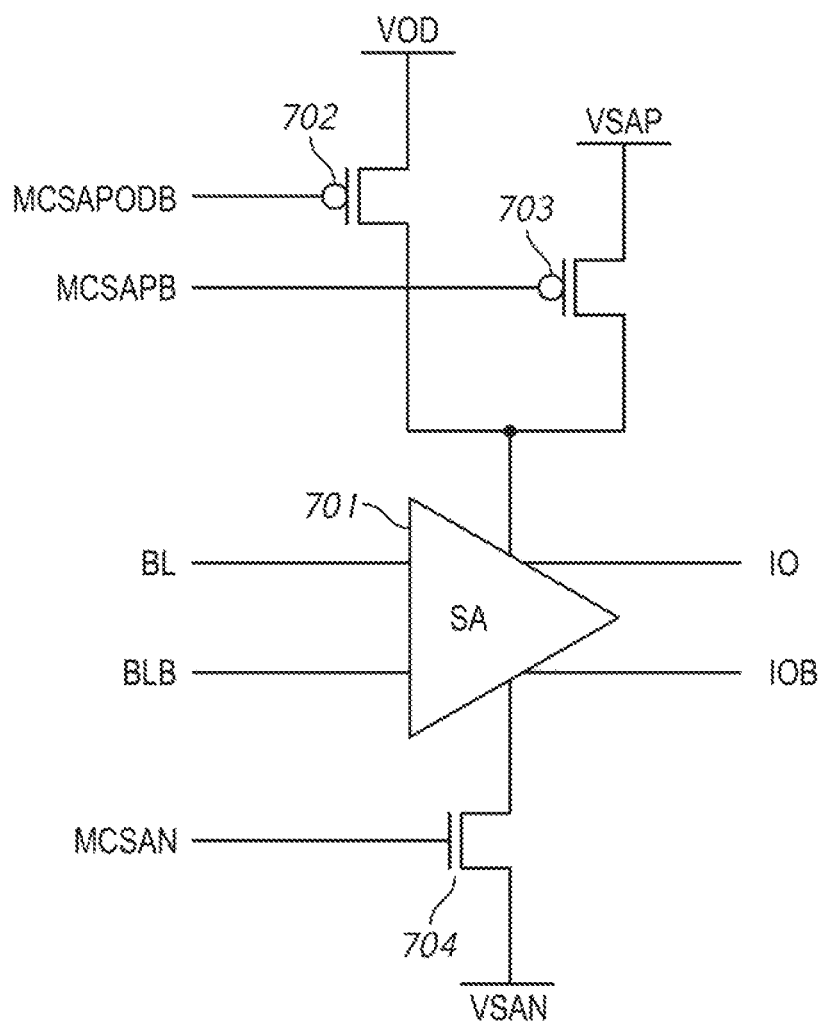 VOD
702
VSAP
MCSAPODB
703
MCSAPB
701
BL
IO
SA
BLB
IOB
MCSAN
704
VSAN